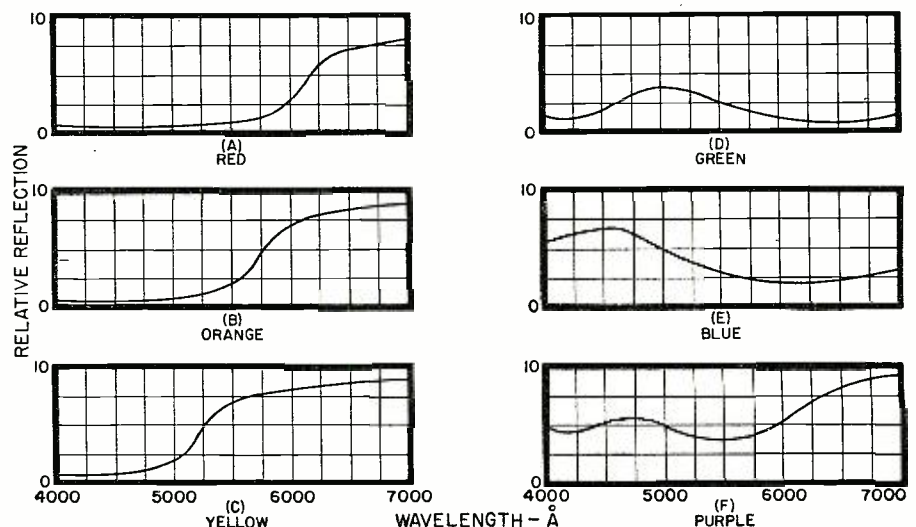 10
0
(A)
RED
10
0
(D)
GREEN
RELATIVE REFLECTION
10
0
(B)
ORANGE
10
0
(E)
BLUE
10
0
4000 5000 6000 7000
(C)
YELLOW
10
0
4000 5000 6000 7000
(F)
PURPLE
WAVELENGTH - Å